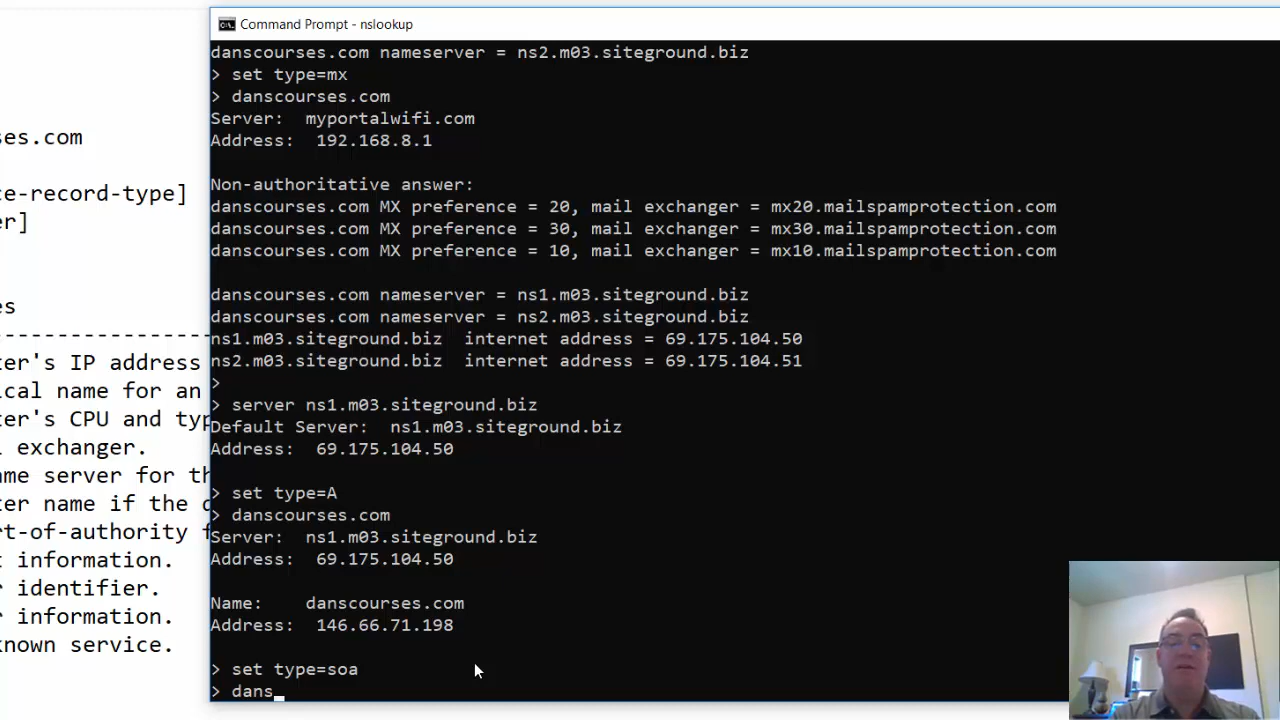 Command Prompt - nslookup
danscourses.com nameserver = ns2.m03.siteground.biz
> set type=mx
> danscourses.com
Server:  myportalwifi.com
Address:  192.168.8.1
Non-authoritative answer:
danscourses.com MX preference = 20, mail exchanger = mx20.mailspamprotection.com
danscourses.com MX preference = 30, mail exchanger = mx30.mailspamprotection.com
danscourses.com MX preference = 10, mail exchanger = mx10.mailspamprotection.com
danscourses.com nameserver = ns1.m03.siteground.biz
danscourses.com nameserver = ns2.m03.siteground.biz
ns1.m03.siteground.biz  internet address = 69.175.104.50
ns2.m03.siteground.biz  internet address = 69.175.104.51
>
> server ns1.m03.siteground.biz
Default Server:  ns1.m03.siteground.biz
Address:  69.175.104.50
> set type=A
> danscourses.com
Server:  ns1.m03.siteground.biz
Address:  69.175.104.50
Name:    danscourses.com
Address:  146.66.71.198
> set type=soa
> dans_
ses.com
ce-record-type]
er]
es
ter's IP address
ical name for an
ter's CPU and typ
l exchanger.
ame server for th
ter name if the
rt-of-authority f
t information.
r identifier.
r information.
known service.